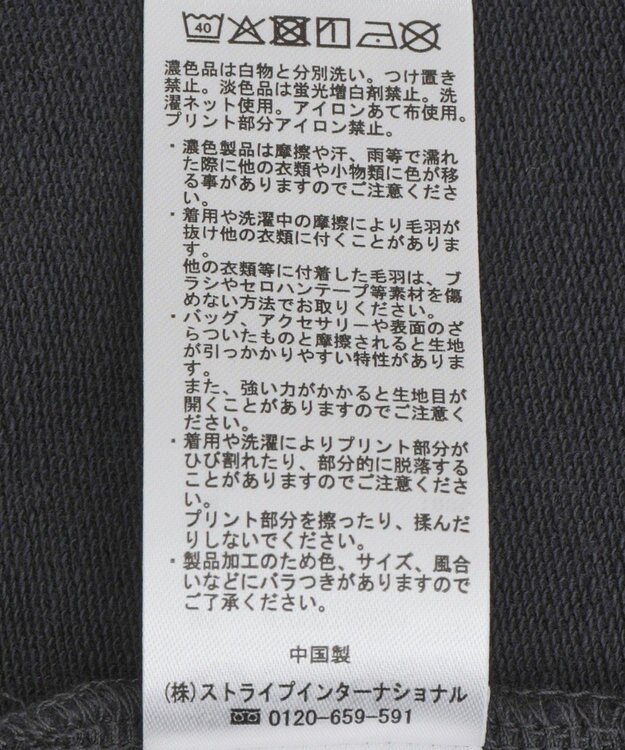 40
濃色品は白物と分別洗い。つけ置き
禁止。淡色品は蛍光増白剤禁止。洗
濯ネット使用。アイロンあて布使用。
プリント部分アイロン禁止。
・濃色製品は摩擦や汗、雨等で濡れ
た際に他の衣類や小物類に色が移
る事がありますのでご注意くださ
い。
・着用や洗濯中の摩擦により毛羽が
抜け他の衣類に付くことがありま
す。
他の衣類等に付着した毛羽は、ブ
ラシやセロハンテープ等素材を傷
めない方法でお取りください。
・バッグ、アクセサリーや表面のざ
らついたものと摩擦されると生地
が引っかかりやすい特性がありま
す。
また、強い力がかかると生地目が
開くことがありますのでご注意く
ださい。
・着用や洗濯によりプリント部分が
ひび割れたり、部分的に脱落する
ことがありますのでご注意くださ
い。
プリント部分を擦ったり、揉んだ
りしないでください。
・製品加工のため色、サイズ、風合
いなどにバラつきがありますので
ご了承ください。
中国製
(株)ストライプインターナショナル
0120-659-591